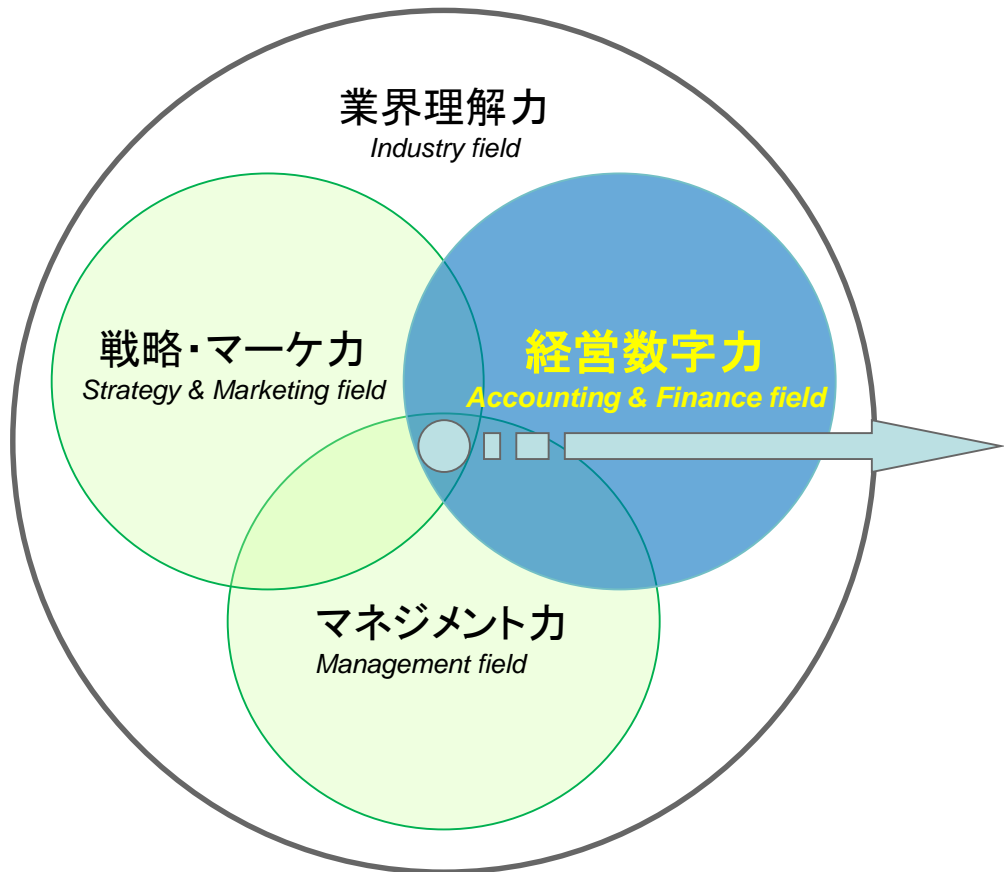 業界理解力
Industry field
戦略・マーケ力
Strategy & Marketing field
経営数字力
Accounting & Finance field
マネジメント力
Management field